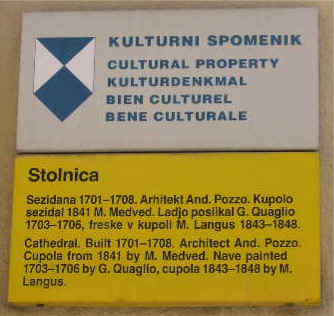 KULTURNI SPOMENIK
CULTURAL PROPERTY
KULTURDENKMAL
BIEN CULTUREL
BENE CULTURALE
Stolnica
Sezidana 1701–1708. Arhitekt And. Pozzo. Kupolo
sezidal 1841 M. Medved. Ladjo poslikal G. Quaglio
1703–1706, freske v kupoli M. Langus 1843–1848.
Cathedral. Built 1701–1708. Architect And. Pozzo.
Cupola from 1841 by M. Medved. Nave painted
1703–1706 by G. Quaglio, cupola 1843–1848 by M.
Langus.